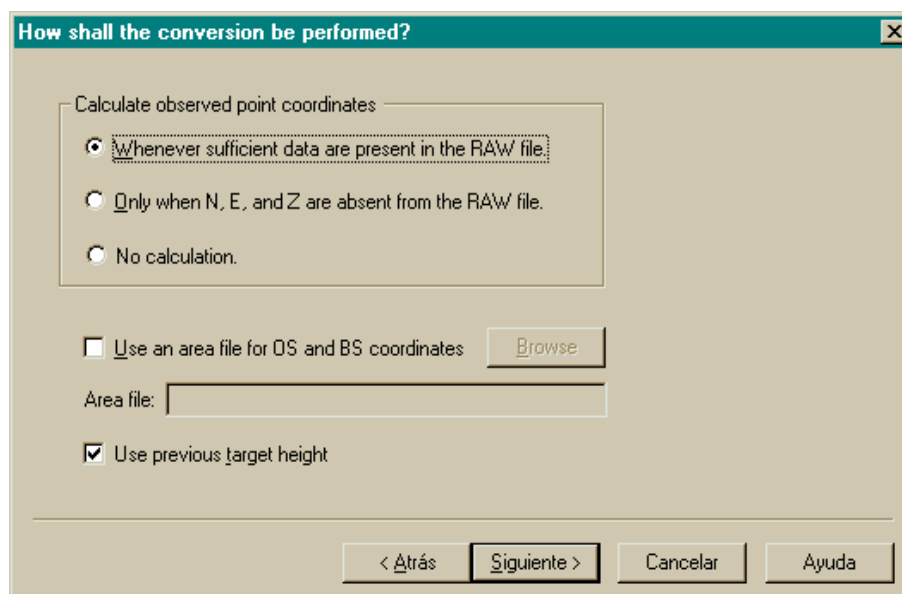 How shall the conversion be performed?
Calculate observed point coordinates
Whenever sufficient data are present in the RAW file.
Only when N, E, and Z are absent from the RAW file.
No calculation.
Use an area file for OS and BS coordinates
Browse
Area file:
Use previous target height
< Atrás
Siguiente >
Cancelar
Ayuda